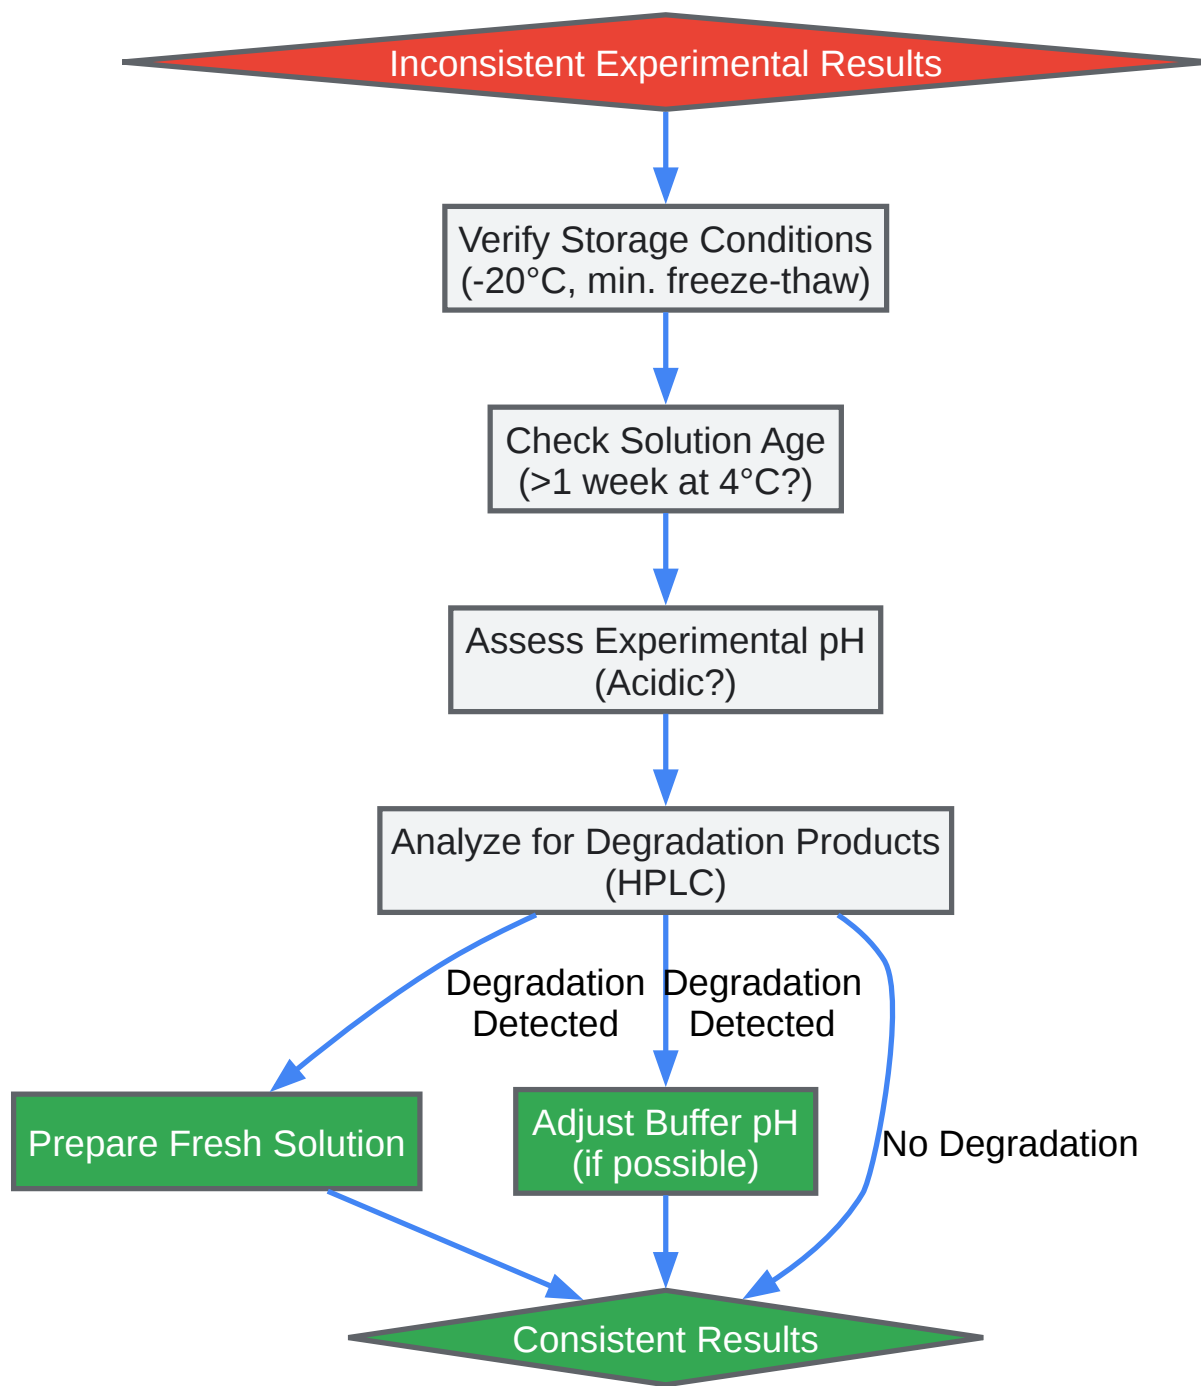 Inconsistent Experimental Results
Verify Storage Conditions
(-20°C, min. freeze-thaw)
Check Solution Age
(>1 week at 4°C?)
Assess Experimental pH
(Acidic?)
Analyze for Degradation Products
(HPLC)
Degradation
Detected
Degradation
Detected
Prepare Fresh Solution
Adjust Buffer pH
(if possible)
No Degradation
Consistent Results